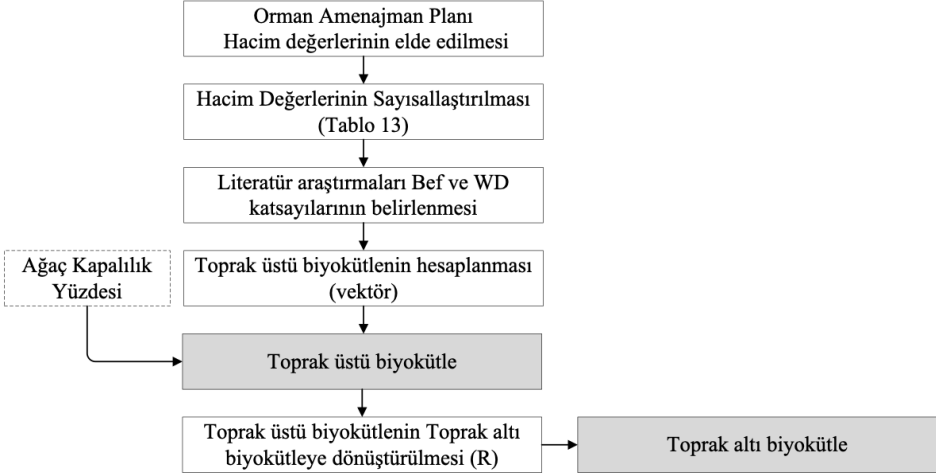 Orman Amenajman Planı
Hacim değerlerinin elde edilmesi
Hacim Değerlerinin Sayısallaştırılması
(Tablo 13)
Literatür araştırmaları Bef ve WD
katsayılarının belirlenmesi
Ağaç Kapalılık
Yüzdesi
Toprak üstü biyokütlenin hesaplanması
(vektör)
Toprak üstü biyokütle
Toprak üstü biyokütlenin Toprak altı
biyokütleye dönüştürülmesi (R)
Toprak altı biyokütle